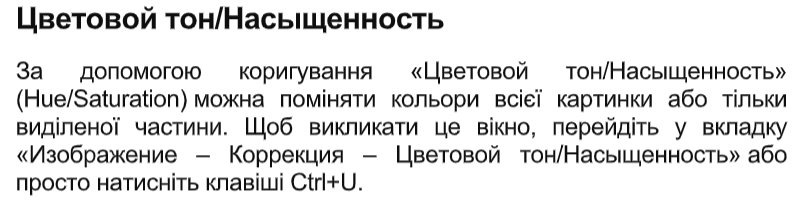 Цветовой тон/Насыщенность
За допомогою коригування «Цветовой тон/Насыщенность»
(Hue/Saturation) можна поміняти кольори всієї картинки або тільки
виділеної частини. Щоб викликати це вікно, перейдіть у вкладку
«Изображение – Коррекция – Цветовой тон/Насыщенность» або
просто натисніть клавіші Ctrl+U.